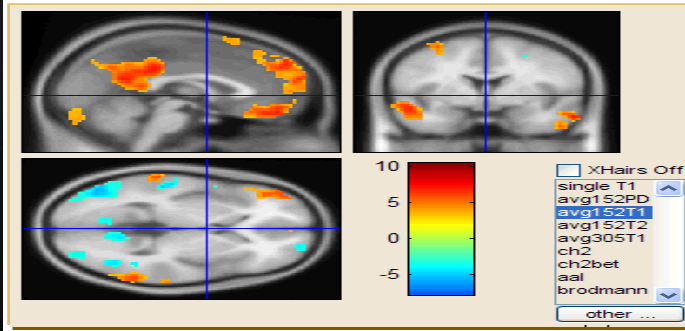 10
5
0
-5
XHairs Off
single T1
avg152PD
avg152T1
avg152T2
avg305T1
ch2
ch2bet
aal
brodmann
other ...